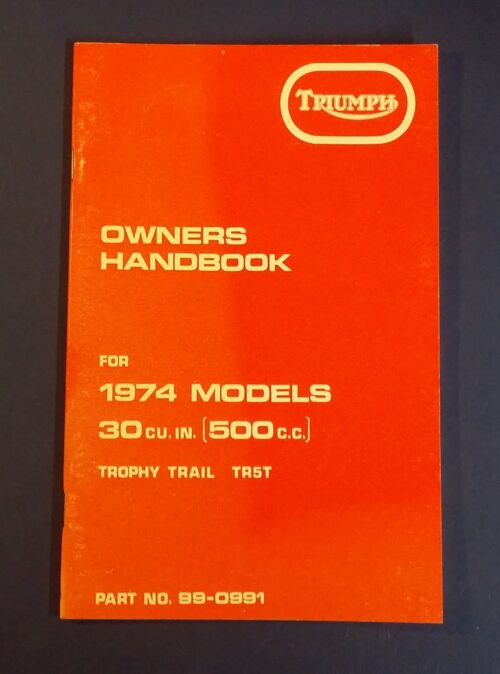 TRIUMPH
OWNERS
HANDBOOK
FOR
1974 MODELS
30 CU. IN. (500 C.C.)
TROPHY TRAIL TR5T
PART NO. 99-0991